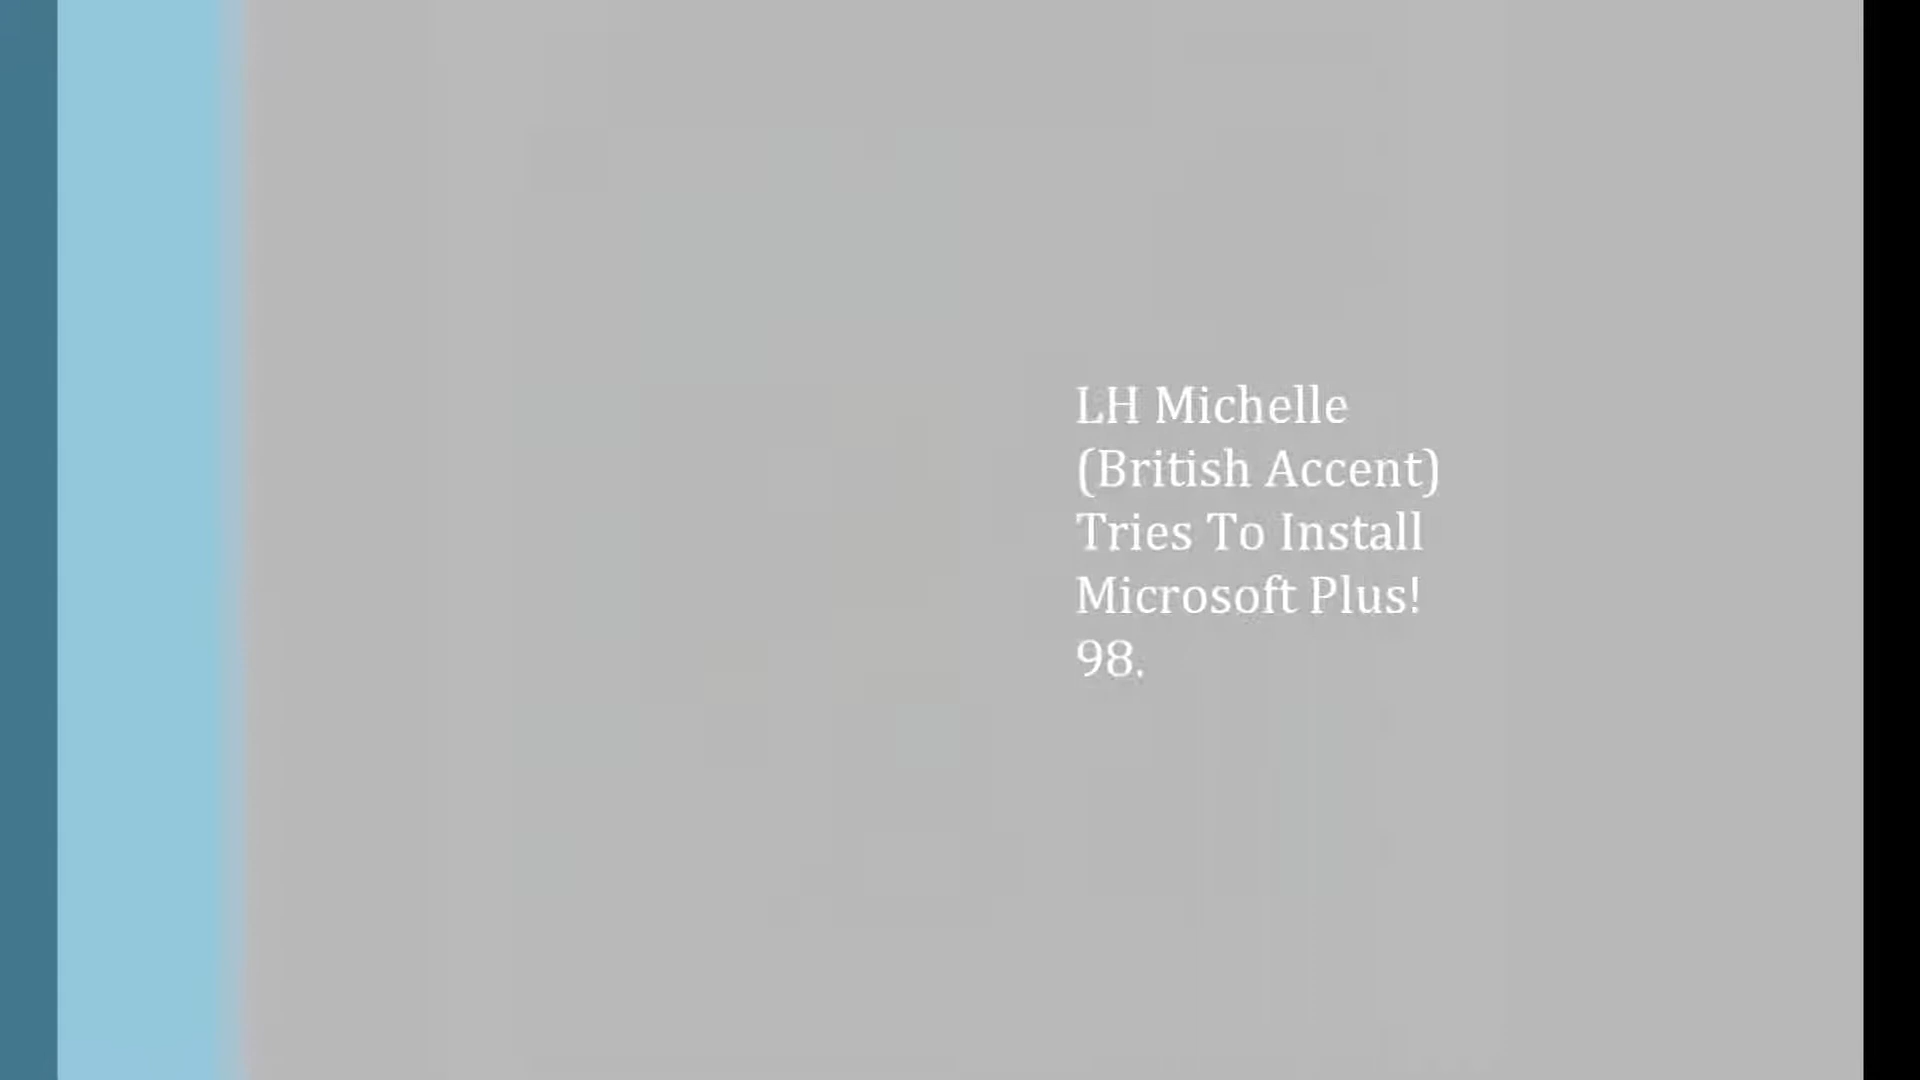 LH Michelle
(British Accent)
Tries To Install
Microsoft Plus!
98.